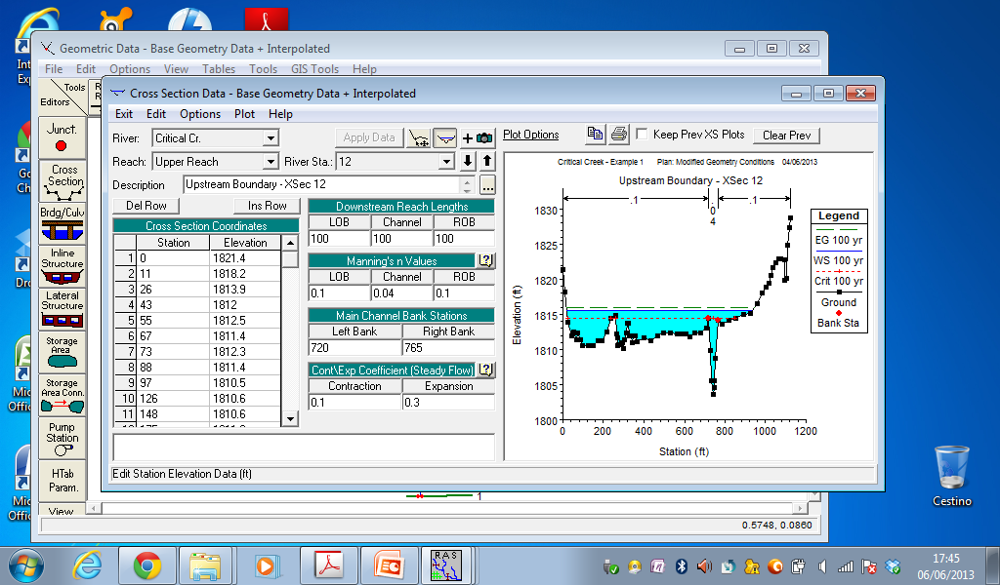 Geometric Data - Base Geometry Data + Interpolated
File Edit Options View Tables Tools GIS Tools Help
Tools
Editors
Junct.
Cross Section
Brdg/Culv
Inline Structure
Lateral Structure
Storage Area
Storage Area Conn.
Pump Station
HTab Param.
View
Cross Section Data - Base Geometry Data + Interpolated
Exit Edit Options Plot Help
River: Critical Cr. Apply Data
Reach: Upper Reach River Sta.: 12
Description Upstream Boundary - XSec 12 ...
Del Row Ins Row
Cross Section Coordinates
Station Elevation
1 0 1821.4
2 11 1818.2
3 26 1813.9
4 43 1812
5 55 1812.5
6 67 1811.4
7 73 1812.3
8 88 1811.4
9 97 1810.5
10 126 1810.6
11 148 1810.6
Downstream Reach Lengths
LOB Channel ROB
100 100 100
Manning's n Values
LOB Channel ROB
0.1 0.04 0.1
Main Channel Bank Stations
Left Bank Right Bank
720 765
Cont\Exp Coefficient (Steady Flow)
Contraction Expansion
0.1 0.3
Edit Station Elevation Data (ft)
Plot Options Keep Prev XS Plots Clear Prev
Critical Creek - Example 1 Plan: Modified Geometry Conditions 04/06/2013
Upstream Boundary - XSec 12
.1 .04 .1
1830
1825
1820
1815
1810
1805
1800
Elevation (ft)
0 200 400 600 800 1000 1200
Station (ft)
Legend
EG 100 yr
WS 100 yr
Crit 100 yr
Ground
Bank Sta
1
0.5748, 0.0860
Cestino
RAS
17:45
06/06/2013